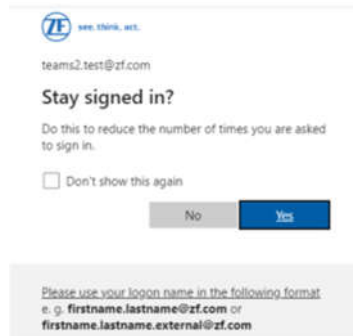 ZF see. think. act.
teams2.test@zf.com
Stay signed in?
Do this to reduce the number of times you are asked
to sign in.
Don't show this again
No Yes
Please use your logon name in the following format
e. g. firstname.lastname@zf.com or
firstname.lastname.external@zf.com